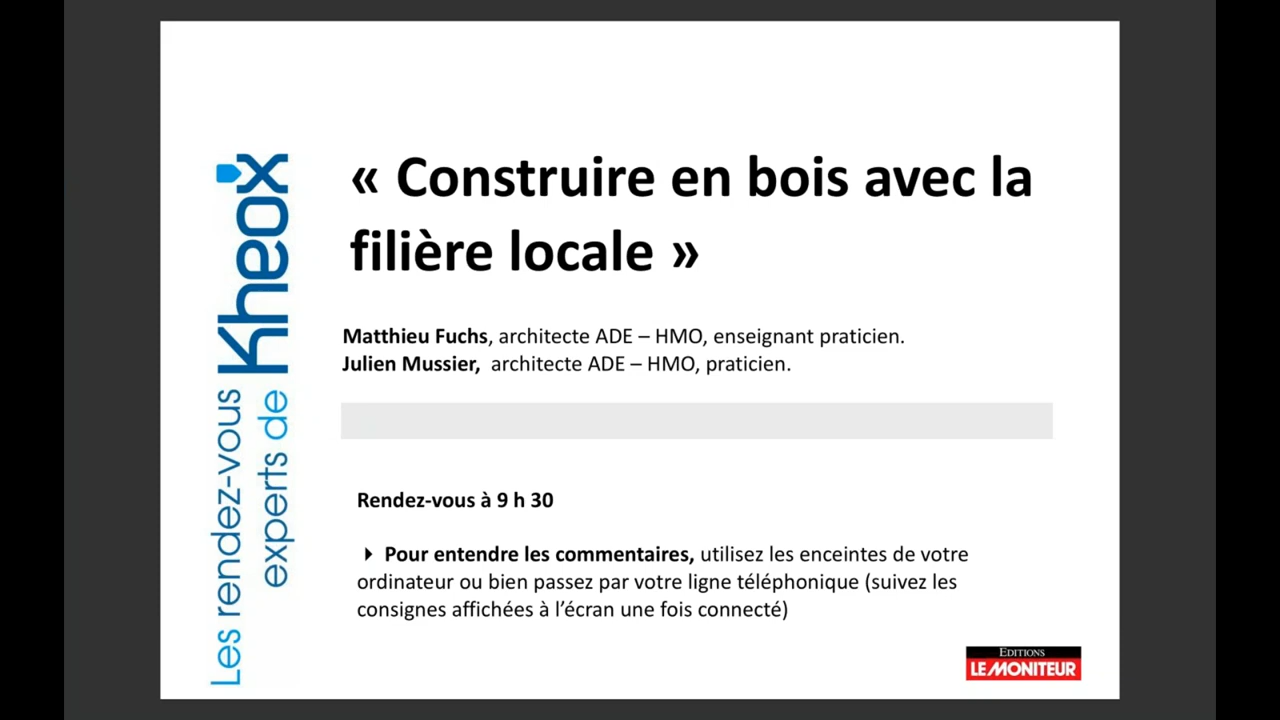 Les rendez-vous
experts de Kheox
« Construire en bois avec la
filière locale »
Matthieu Fuchs, architecte ADE – HMO, enseignant praticien.
Julien Mussier, architecte ADE – HMO, praticien.
Rendez-vous à 9 h 30
Pour entendre les commentaires, utilisez les enceintes de votre
ordinateur ou bien passez par votre ligne téléphonique (suivez les
consignes affichées à l’écran une fois connecté)
EDITIONS
LE MONITEUR